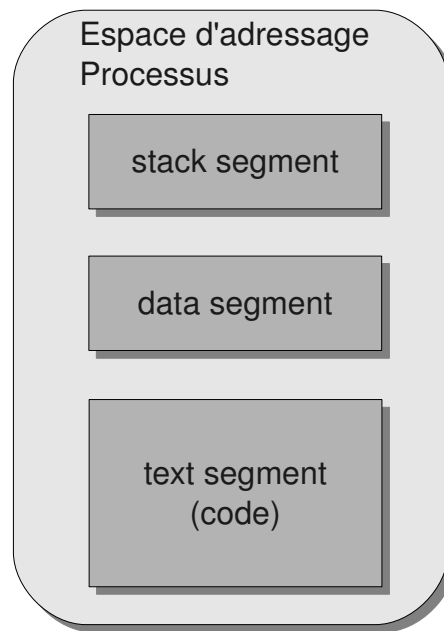 Espace d'adressage
Processus
stack segment
data segment
text segment
(code)